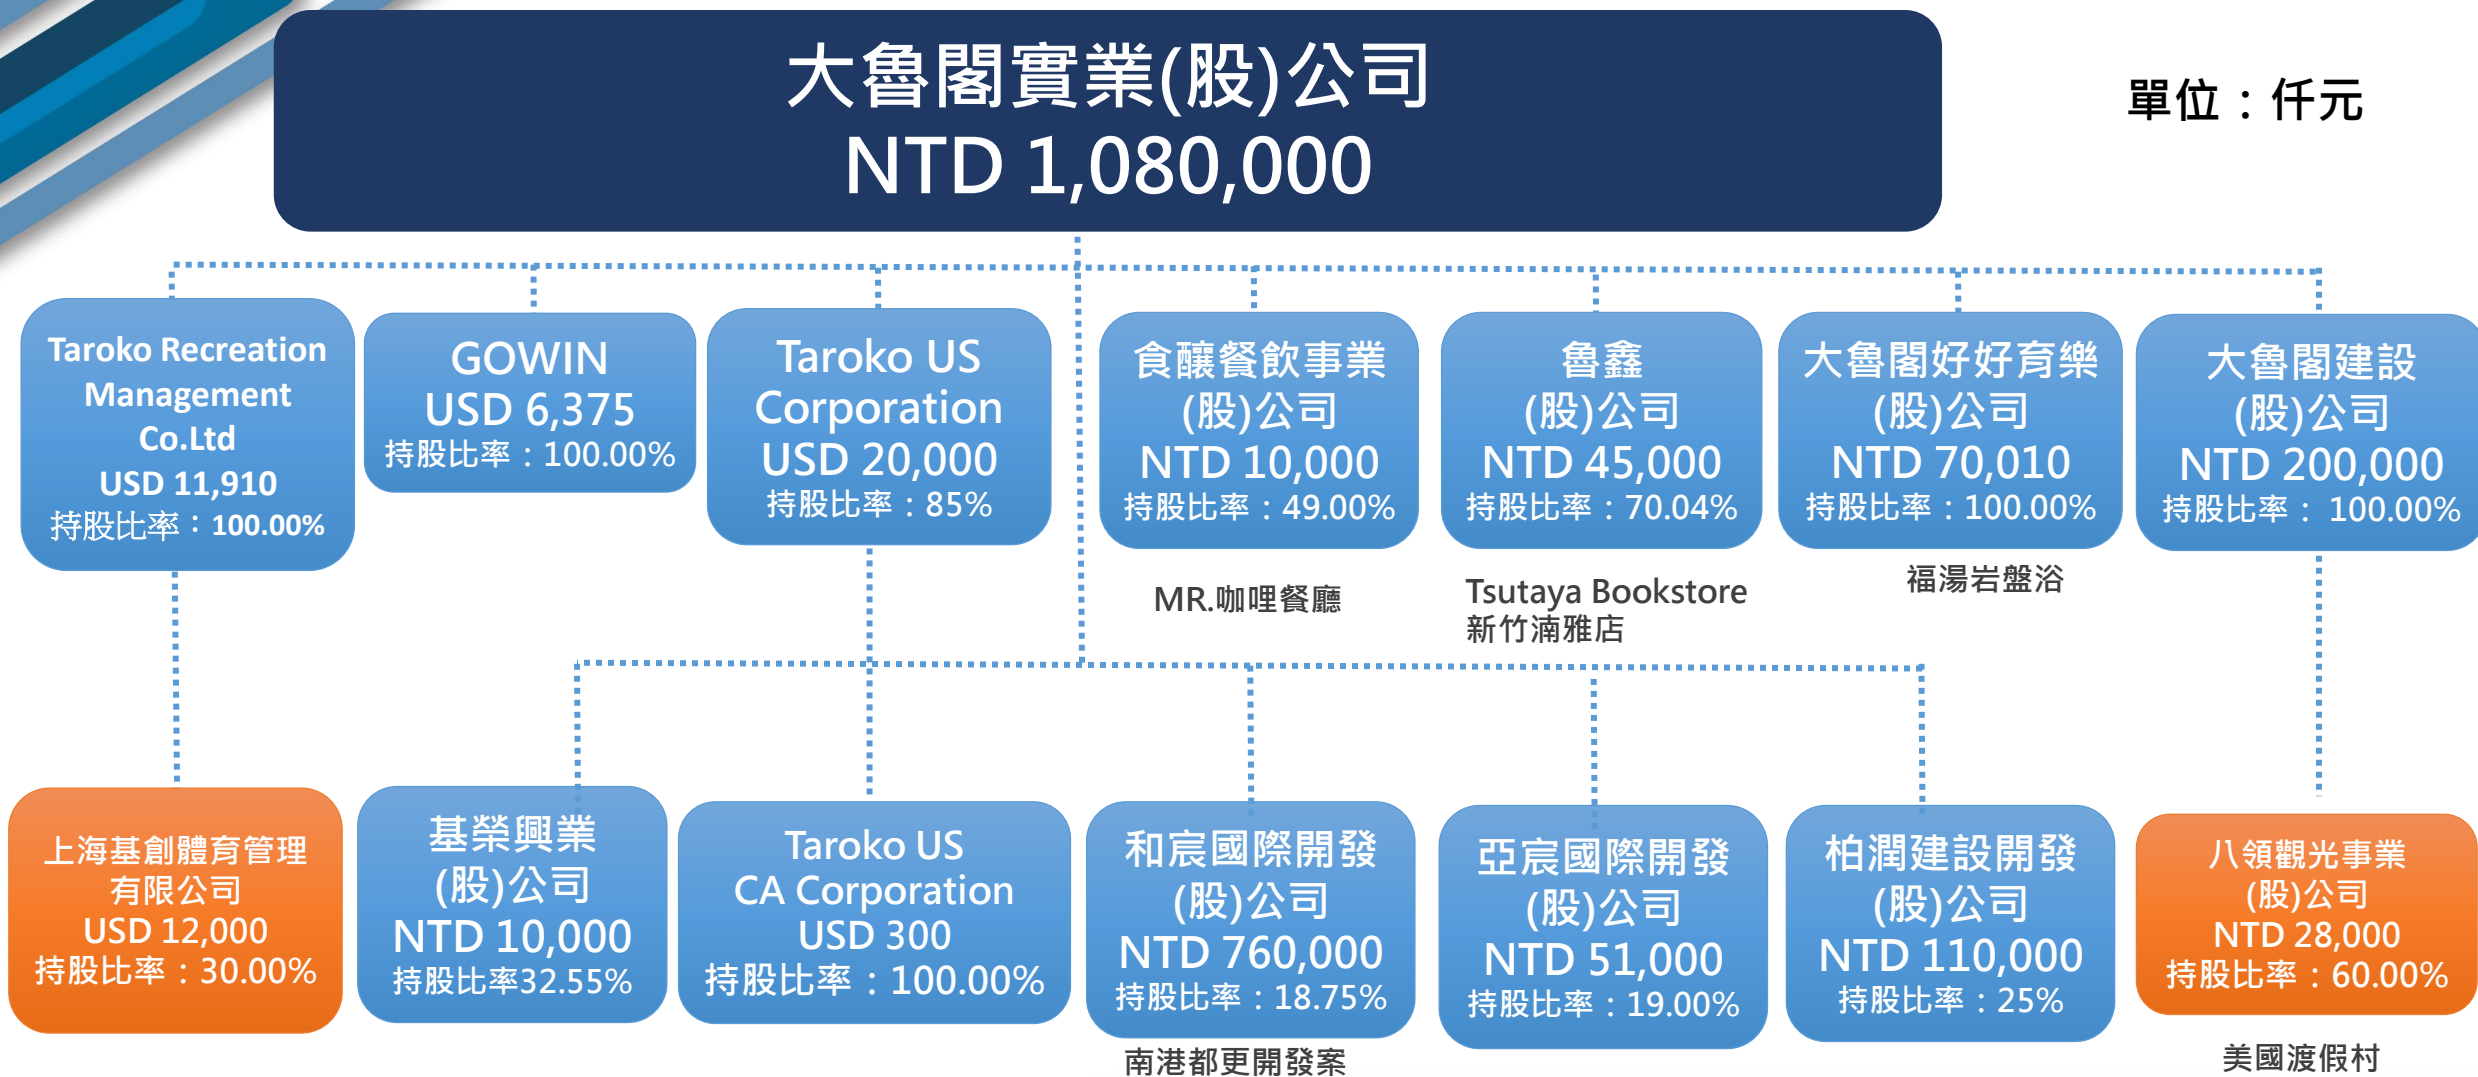 大魯閣實業(股)公司
NTD 1,080,000
單位：仟元
Taroko Recreation
Management
Co.Ltd
USD 11,910
持股比率：100.00%
GOWIN
USD 6,375
持股比率：100.00%
Taroko US
Corporation
USD 20,000
持股比率：85%
食釀餐飲事業
(股)公司
NTD 10,000
持股比率：49.00%
魯鑫
(股)公司
NTD 45,000
持股比率：70.04%
大魯閣好好育樂
(股)公司
NTD 70,010
持股比率：100.00%
大魯閣建設
(股)公司
NTD 200,000
持股比率： 100.00%
MR.咖哩餐廳
Tsutaya Bookstore
新竹湳雅店
福湯岩盤浴
上海基創體育管理
有限公司
USD 12,000
持股比率：30.00%
基榮興業
(股)公司
NTD 10,000
持股比率32.55%
Taroko US
CA Corporation
USD 300
持股比率：100.00%
和宸國際開發
(股)公司
NTD 760,000
持股比率：18.75%
亞宸國際開發
(股)公司
NTD 51,000
持股比率：19.00%
柏潤建設開發
(股)公司
NTD 110,000
持股比率：25%
八領觀光事業
(股)公司
NTD 28,000
持股比率：60.00%
南港都更開發案
美國渡假村